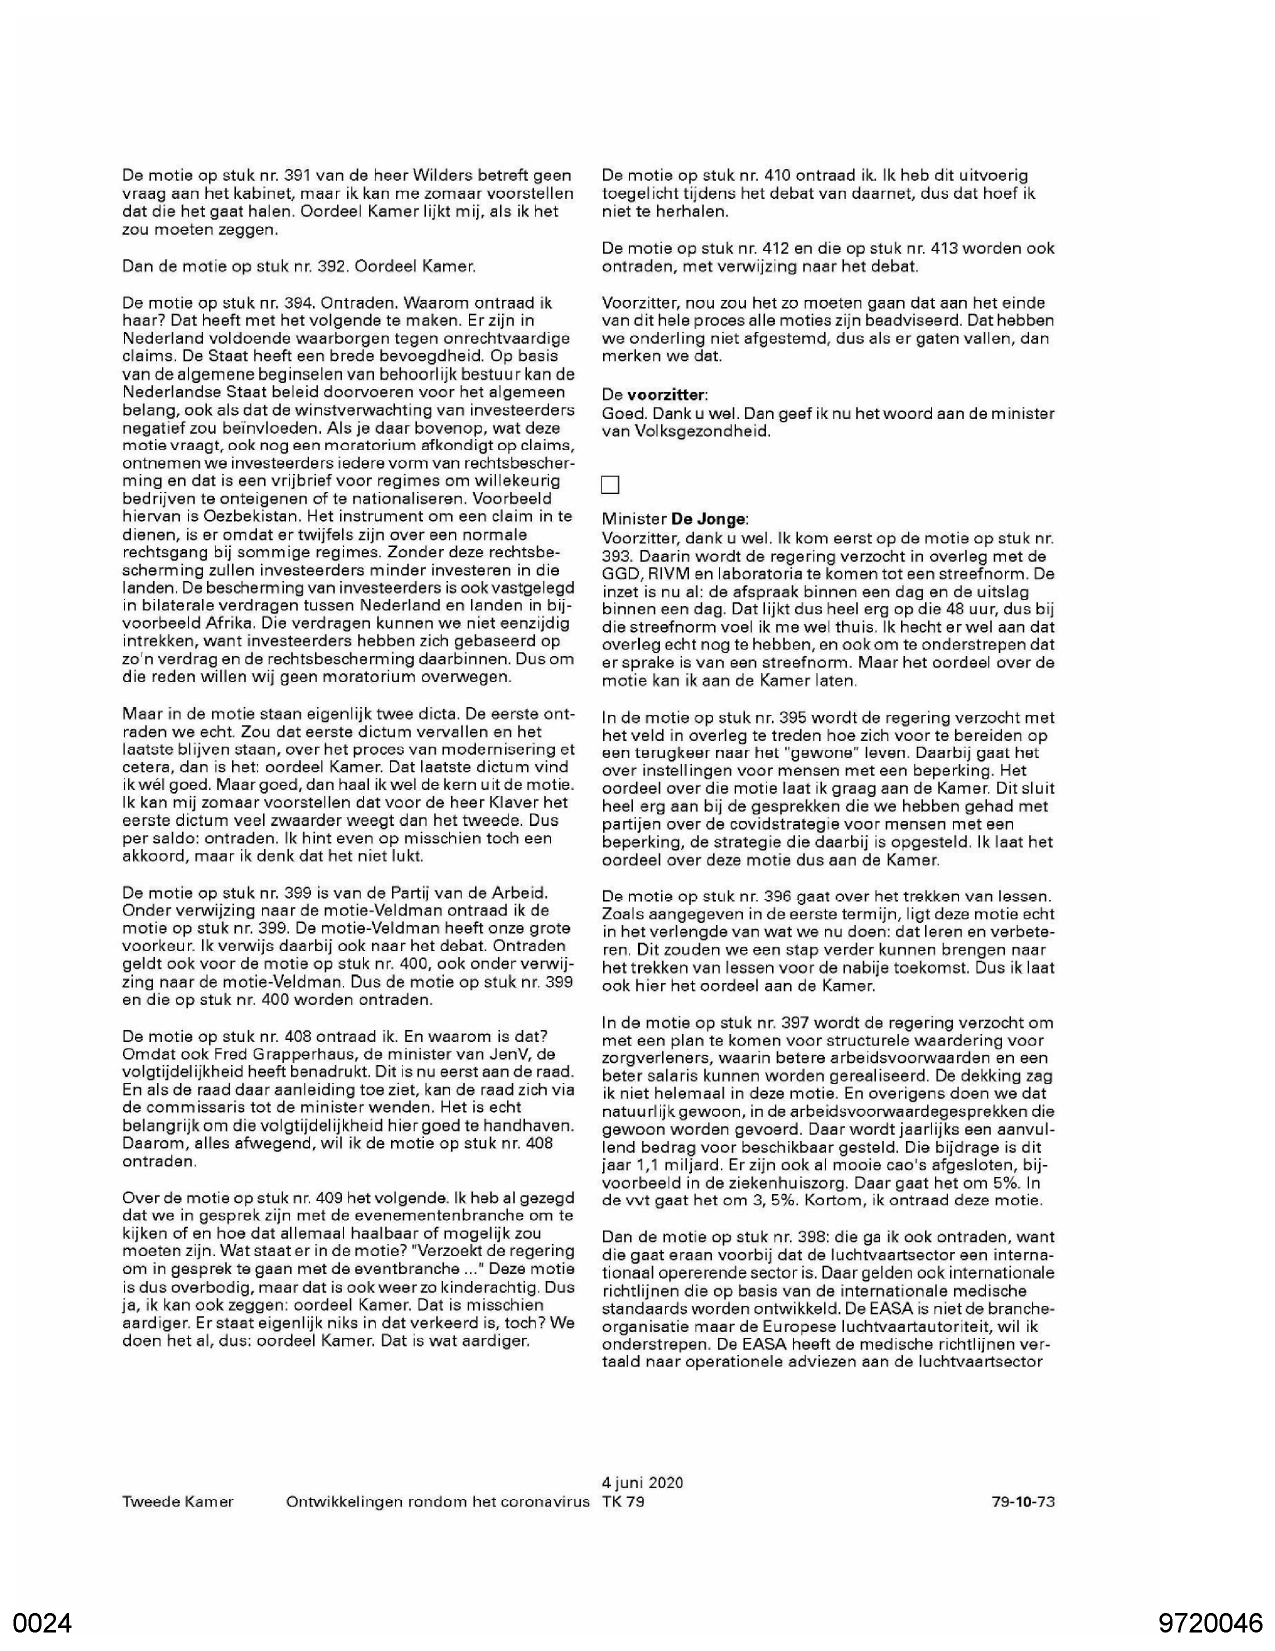 De motie op stuk nr. 391 van de heer Wilders betreft geen
vraag aan het kabinet, maar ik kan me zomaar voorstellen
dat die het gaat halen. Oordeel Kamer lijkt mij, als ik het
zou moeten zeggen.
Dan de motie op stuk nr. 392. Oordeel Kamer.
De motie op stuk nr. 394. Ontraden. Waarom ontraad ik
haar? Dat heeft met het volgende te maken. Er zijn in
Nederland voldoende waarborgen tegen onrechtvaardige
claims. De Staat heeft een brede bevoegdheid. Op basis
van de algemene beginselen van behoorlijk bestuur kan de
Nederlandse Staat beleid doorvoeren voor het algemeen
belang, ook als dat de winstverwachting van investeerders
negatief zou beïnvloeden. Als je daar bovenop, wat deze
motie vraagt, ook nog een moratorium afkondigt op claims,
ontnemen we investeerders iedere vorm van rechtsbescher-
ming en dat is een vrijbrief voor regimes om willekeurig
bedrijven te onteigenen of te nationaliseren. Voorbeeld
hiervan is Oezbekistan. Het instrument om een claim in te
dienen, is er omdat er twijfels zijn over een normale
rechtsgang bij sommige regimes. Zonder deze rechtsbe-
scherming zullen investeerders minder investeren in die
landen. De bescherming van investeerders is ook vastgelegd
in bilaterale verdragen tussen Nederland en landen in bij-
voorbeeld Afrika. Die verdragen kunnen we niet eenzijdig
intrekken, want investeerders hebben zich gebaseerd op
zo'n verdrag en de rechtsbescherming daarbinnen. Dus om
die reden willen wij geen moratorium overwegen.
Maar in de motie staan eigenlijk twee dicta. De eerste ont-
raden we echt. Zou dat eerste dictum vervallen en het
laatste blijven staan, over het proces van modernisering et
cetera, dan is het: oordeel Kamer. Dat laatste dictum vind
ik wél goed. Maar goed, dan haal ik wel de kern uit de motie.
Ik kan mij zomaar voorstellen dat voor de heer Klaver het
eerste dictum veel zwaarder weegt dan het tweede. Dus
per saldo: ontraden. Ik hint even op misschien toch een
akkoord, maar ik denk dat het niet lukt.
De motie op stuk nr. 399 is van de Partij van de Arbeid.
Onder verwijzing naar de motie-Veldman ontraad ik de
motie op stuk nr. 399. De motie-Veldman heeft onze grote
voorkeur. Ik verwijs daarbij ook naar het debat. Ontraden
geldt ook voor de motie op stuk nr. 400, ook onder verwij-
zing naar de motie-Veldman. Dus de motie op stuk nr. 399
en die op stuk nr. 400 worden ontraden.
De motie op stuk nr. 408 ontraad ik. En waarom is dat?
Omdat ook Fred Grapperhaus, de minister van JenV, de
volgtijdelijkheid heeft benadrukt. Dit is nu eerst aan de raad.
En als de raad daar aanleiding toe ziet, kan de raad zich via
de commissaris tot de minister wenden. Het is echt
belangrijk om die volgtijdelijkheid hier goed te handhaven.
Daarom, alles afwegend, wil ik de motie op stuk nr. 408
ontraden.
Over de motie op stuk nr. 409 het volgende. Ik heb al gezegd
dat we in gesprek zijn met de evenementenbranche om te
kijken of en hoe dat allemaal haalbaar of mogelijk zou
moeten zijn. Wat staat er in de motie? "Verzoekt de regering
om in gesprek te gaan met de eventbranche ..." Deze motie
is dus overbodig, maar dat is ook weer zo kinderachtig. Dus
ja, ik kan ook zeggen: oordeel Kamer. Dat is misschien
aardiger. Er staat eigenlijk niks in dat verkeerd is, toch? We
doen het al, dus: oordeel Kamer. Dat is wat aardiger.
De motie op stuk nr. 410 ontraad ik. Ik heb dit uitvoerig
toegelicht tijdens het debat van daarnet, dus dat hoef ik
niet te herhalen.
De motie op stuk nr. 412 en die op stuk nr. 413 worden ook
ontraden, met verwijzing naar het debat.
Voorzitter, nou zou het zo moeten gaan dat aan het einde
van dit hele proces alle moties zijn beadviseerd. Dat hebben
we onderling niet afgestemd, dus als er gaten vallen, dan
merken we dat.
De voorzitter:
Goed. Dank u wel. Dan geef ik nu het woord aan de minister
van Volksgezondheid.
Minister De Jonge:
Voorzitter, dank u wel. Ik kom eerst op de motie op stuk nr.
393. Daarin wordt de regering verzocht in overleg met de
GGD, RIVM en laboratoria te komen tot een streefnorm. De
inzet is nu al: de afspraak binnen een dag en de uitslag
binnen een dag. Dat lijkt dus heel erg op die 48 uur, dus bij
die streefnorm voel ik me wel thuis. Ik hecht er wel aan dat
overleg echt nog te hebben, en ook om te onderstrepen dat
er sprake is van een streefnorm. Maar het oordeel over de
motie kan ik aan de Kamer laten.
In de motie op stuk nr. 395 wordt de regering verzocht met
het veld in overleg te treden hoe zich voor te bereiden op
een terugkeer naar het "gewone" leven. Daarbij gaat het
over instellingen voor mensen met een beperking. Het
oordeel over die motie laat ik graag aan de Kamer. Dit sluit
heel erg aan bij de gesprekken die we hebben gehad met
partijen over de covidstrategie voor mensen met een
beperking, de strategie die daarbij is opgesteld. Ik laat het
oordeel over deze motie dus aan de Kamer.
De motie op stuk nr. 396 gaat over het trekken van lessen.
Zoals aangegeven in de eerste termijn, ligt deze motie echt
in het verlengde van wat we nu doen: dat leren en verbete-
ren. Dit zouden we een stap verder kunnen brengen naar
het trekken van lessen voor de nabije toekomst. Dus ik laat
ook hier het oordeel aan de Kamer.
In de motie op stuk nr. 397 wordt de regering verzocht om
met een plan te komen voor structurele waardering voor
zorgverleners, waarin betere arbeidsvoorwaarden en een
beter salaris kunnen worden gerealiseerd. De dekking zag
ik niet helemaal in deze motie. En overigens doen we dat
natuurlijk gewoon, in de arbeidsvoorwaardegesprekken die
gewoon worden gevoerd. Daar wordt jaarlijks een aanvul-
lend bedrag voor beschikbaar gesteld. Die bijdrage is dit
jaar 1,1 miljard. Er zijn ook al mooie cao's afgesloten, bij-
voorbeeld in de ziekenhuiszorg. Daar gaat het om 5%. In
de vvt gaat het om 3, 5%. Kortom, ik ontraad deze motie.
Dan de motie op stuk nr. 398: die ga ik ook ontraden, want
die gaat eraan voorbij dat de luchtvaartsector een interna-
tionaal opererende sector is. Daar gelden ook internationale
richtlijnen die op basis van de internationale medische
standaards worden ontwikkeld. De EASA is niet de branche-
organisatie maar de Europese luchtvaartautoriteit, wil ik
onderstrepen. De EASA heeft de medische richtlijnen ver-
taald naar operationele adviezen aan de luchtvaartsector
4 juni 2020
Tweede Kamer Ontwikkelingen rondom het coronavirus TK 79 79-10-73
0024 9720046